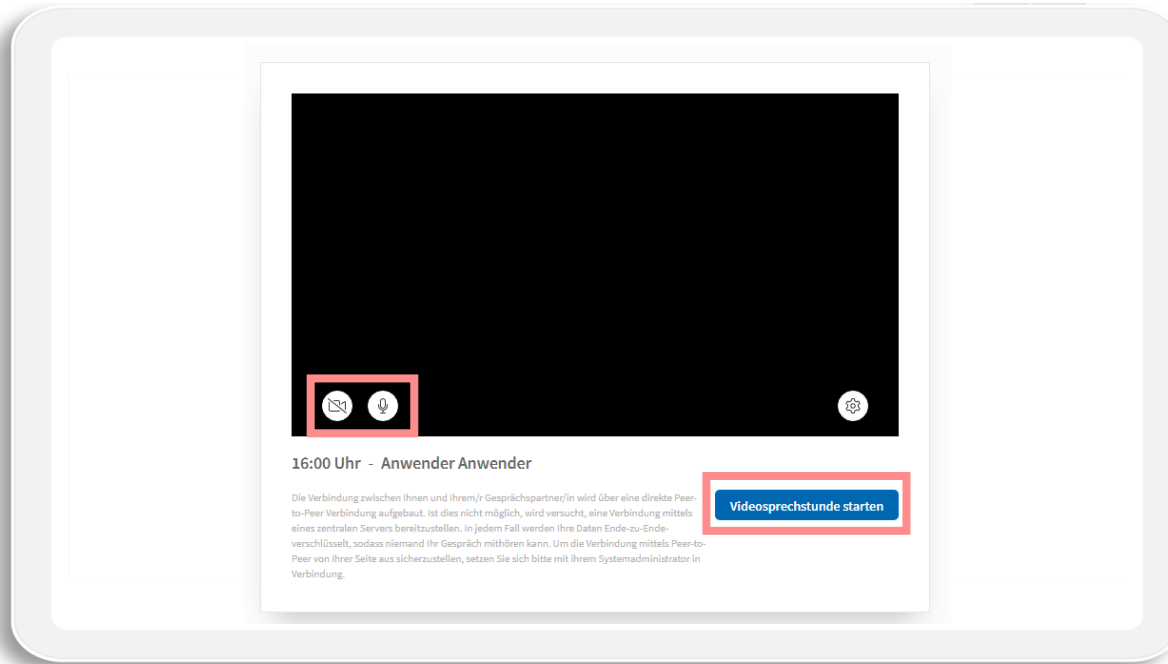 16:00 Uhr - Anwender Anwender
Die Verbindung zwischen Ihnen und Ihrem/r Gesprächspartner/in wird über eine direkte Peer-
to-Peer Verbindung aufgebaut. Ist dies nicht möglich, wird versucht, eine Verbindung mittels
eines zentralen Servers bereitzustellen. In jedem Fall werden Ihre Daten Ende-zu-Ende-
verschlüsselt, sodass niemand Ihr Gespräch mithören kann. Um die Verbindung mittels Peer-to-
Peer von Ihrer Seite aus sicherzustellen, setzen Sie sich bitte mit ihrem Systemadministrator in
Verbindung.
Videosprechstunde starten